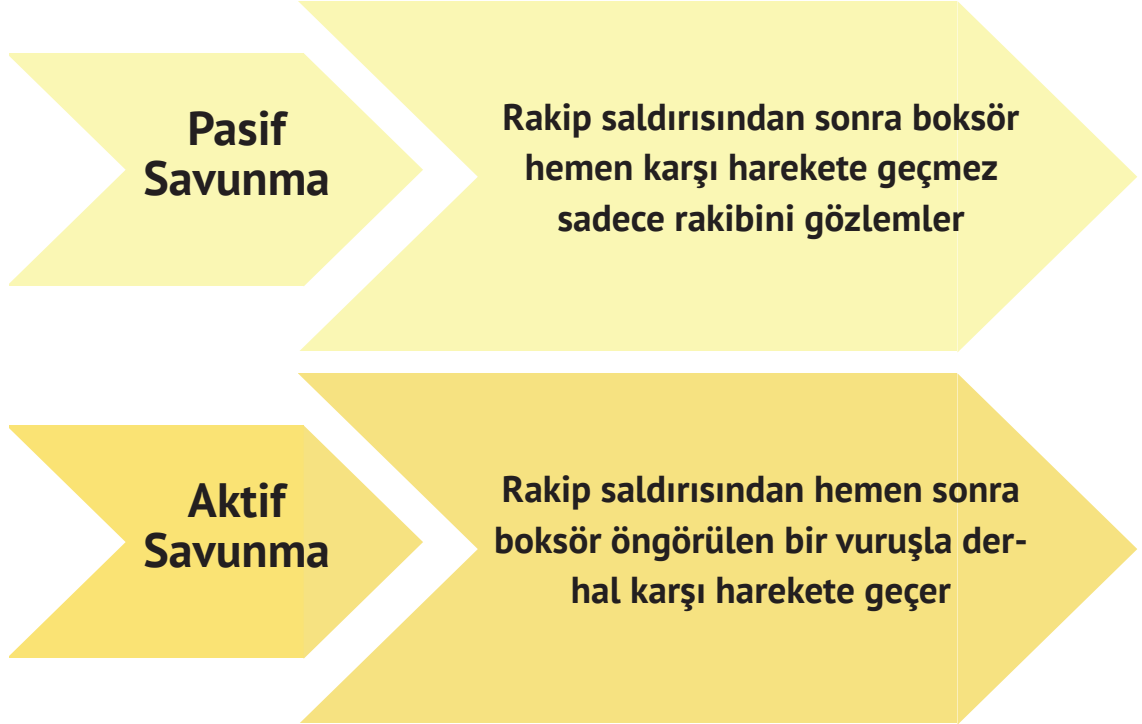 Pasif
Savunma
Rakip saldırısından sonra boksör
hemen karşı harekete geçmez
sadece rakibini gözlemler
Aktif
Savunma
Rakip saldırısından hemen sonra
boksör öngörülen bir vuruşla der-
hal karşı harekete geçer